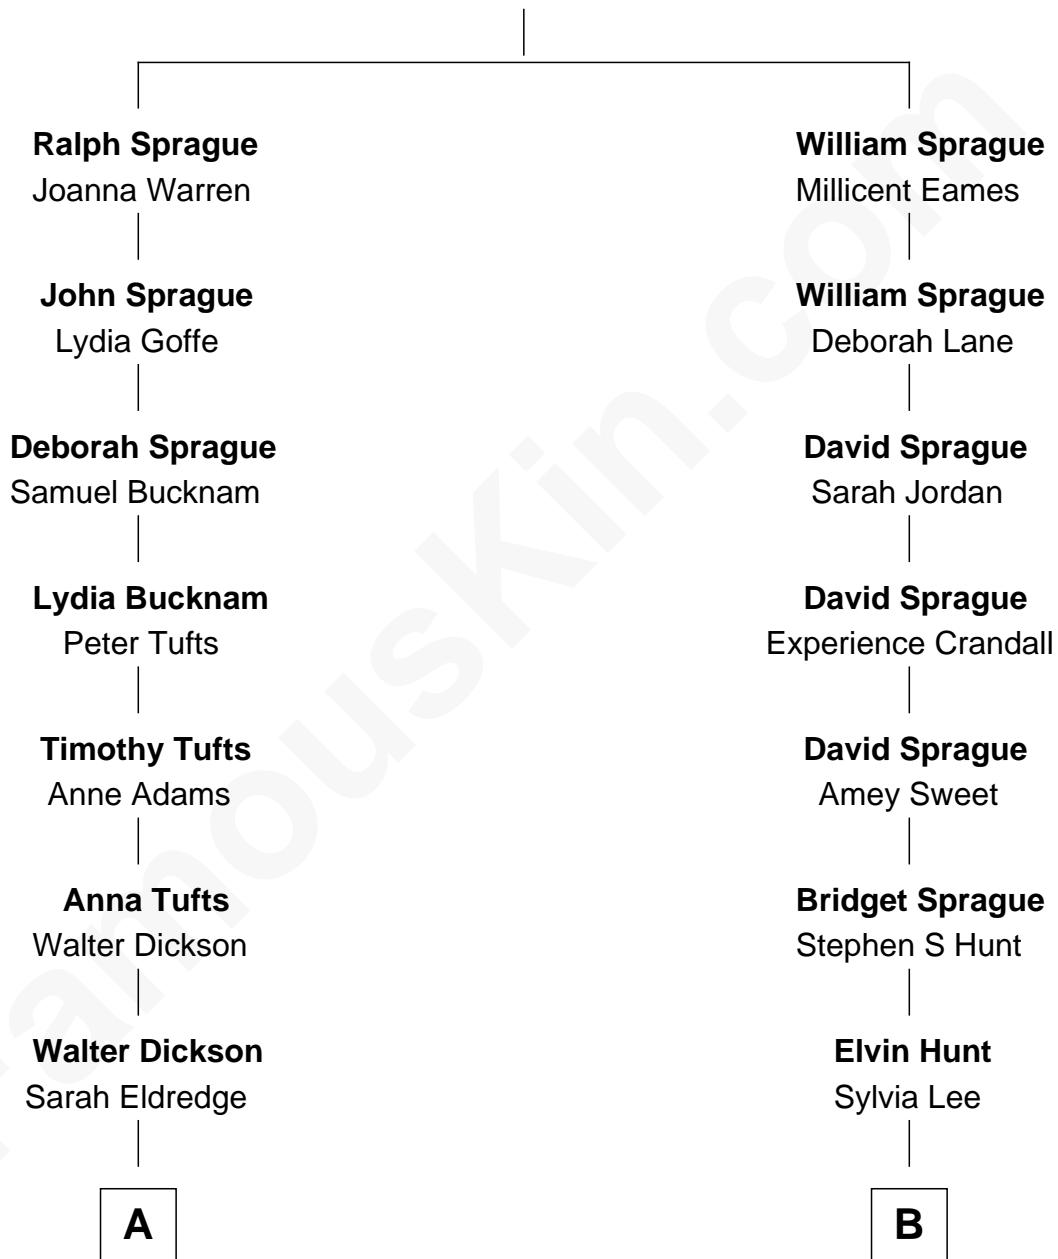 Ralph Sprague
Joanna Warren
John Sprague
Lydia Goffe
Deborah Sprague
Samuel Bucknam
Lydia Bucknam
Peter Tufts
Timothy Tufts
Anne Adams
Anna Tufts
Walter Dickson
Walter Dickson
Sarah Eldredge
A
William Sprague
Millicent Eames
William Sprague
Deborah Lane
David Sprague
Sarah Jordan
David Sprague
Experience Crandall
David Sprague
Amey Sweet
Bridget Sprague
Stephen S Hunt
Elvin Hunt
Sylvia Lee
B
FamousKin.com